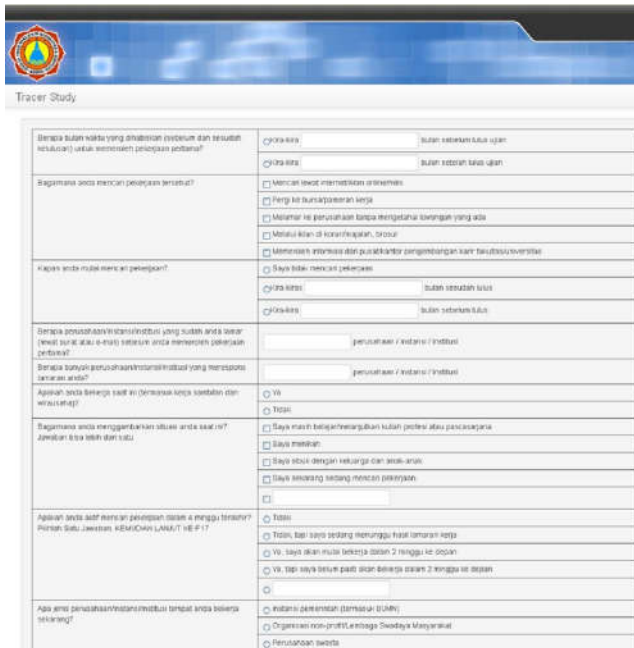 Tracer Study
Berapa bulan waktu yang dihabiskan (sebelum dan sesudah
kelulusan) untuk memeroleh pekerjaan pertama?
Kira-kira bulan sebelum lulus ujian
Kira-kira bulan setelah lulus ujian
Bagaimana anda mencari pekerjaan tersebut?
Mencari lewat internet/iklan online/milis
Pergi ke bursa/pameran kerja
Melamar ke perusahaan tanpa mengetahui lowongan yang ada
Melalui iklan di koran/majalah, brosur
Memeroleh informasi dari pusat/kantor pengembangan karir fakultas/universitas
Kapan anda mulai mencari pekerjaan?
Saya tidak mencari pekerjaan
Kira-kira bulan sesudah lulus
Kira-kira bulan sebelum lulus
Berapa perusahaan/instansi/institusi yang sudah anda lamar
(lewat surat atau e-mail) sebelum anda memeroleh pekerjaan
pertama?
perusahaan / instansi / institusi
Berapa banyak perusahaan/instansi/institusi yang merespons
lamaran anda?
perusahaan / instansi / institusi
Apakah anda bekerja saat ini (termasuk kerja sambilan dan
wirausaha)?
Ya
Tidak
Bagaimana anda menggambarkan situasi anda saat ini?
Jawaban bisa lebih dari satu
Saya masih belajar/melanjutkan kuliah profesi atau pascasarjana
Saya menikah
Saya sibuk dengan keluarga dan anak-anak
Saya sekarang sedang mencari pekerjaan
Apakah anda aktif mencari pekerjaan dalam 4 minggu terakhir?
Pilihlah Satu Jawaban. KEMUDIAN LANJUT KE F17
Tidak
Tidak, tapi saya sedang menunggu hasil lamaran kerja
Ya, saya akan mulai bekerja dalam 2 minggu ke depan
Ya, tapi saya belum pasti akan bekerja dalam 2 minggu ke depan
Apa jenis perusahaan/instansi/institusi tempat anda bekerja
sekarang?
Instansi pemerintah (termasuk BUMN)
Organisasi non-profit/Lembaga Swadaya Masyarakat
Perusahaan swasta